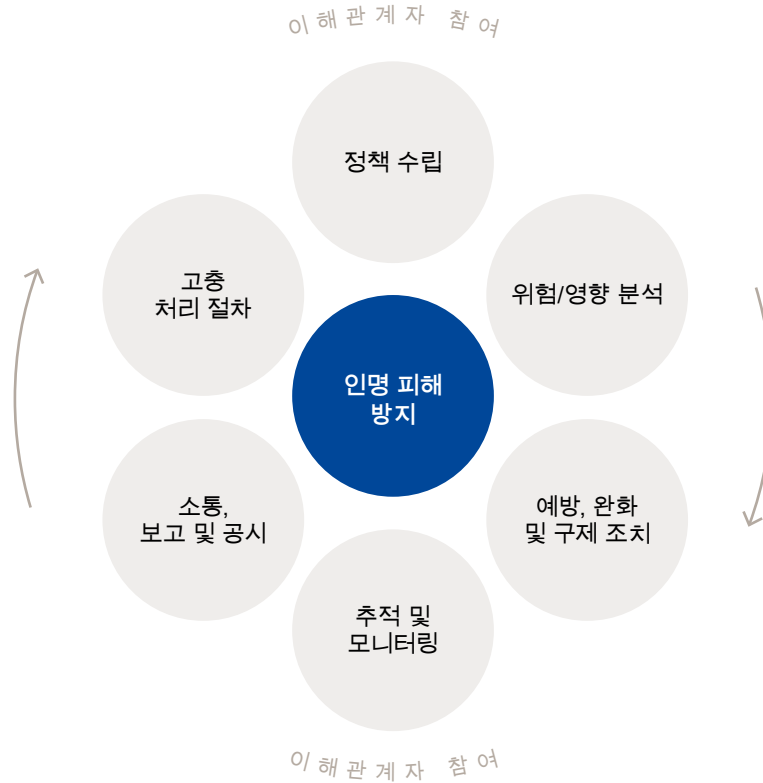 이해관계자 참여
정책 수립
고충
처리 절차
위험/영향 분석
인명 피해
방지
소통,
보고 및 공시
예방, 완화
및 구제 조치
추적 및
모니터링
이해관계자 참여